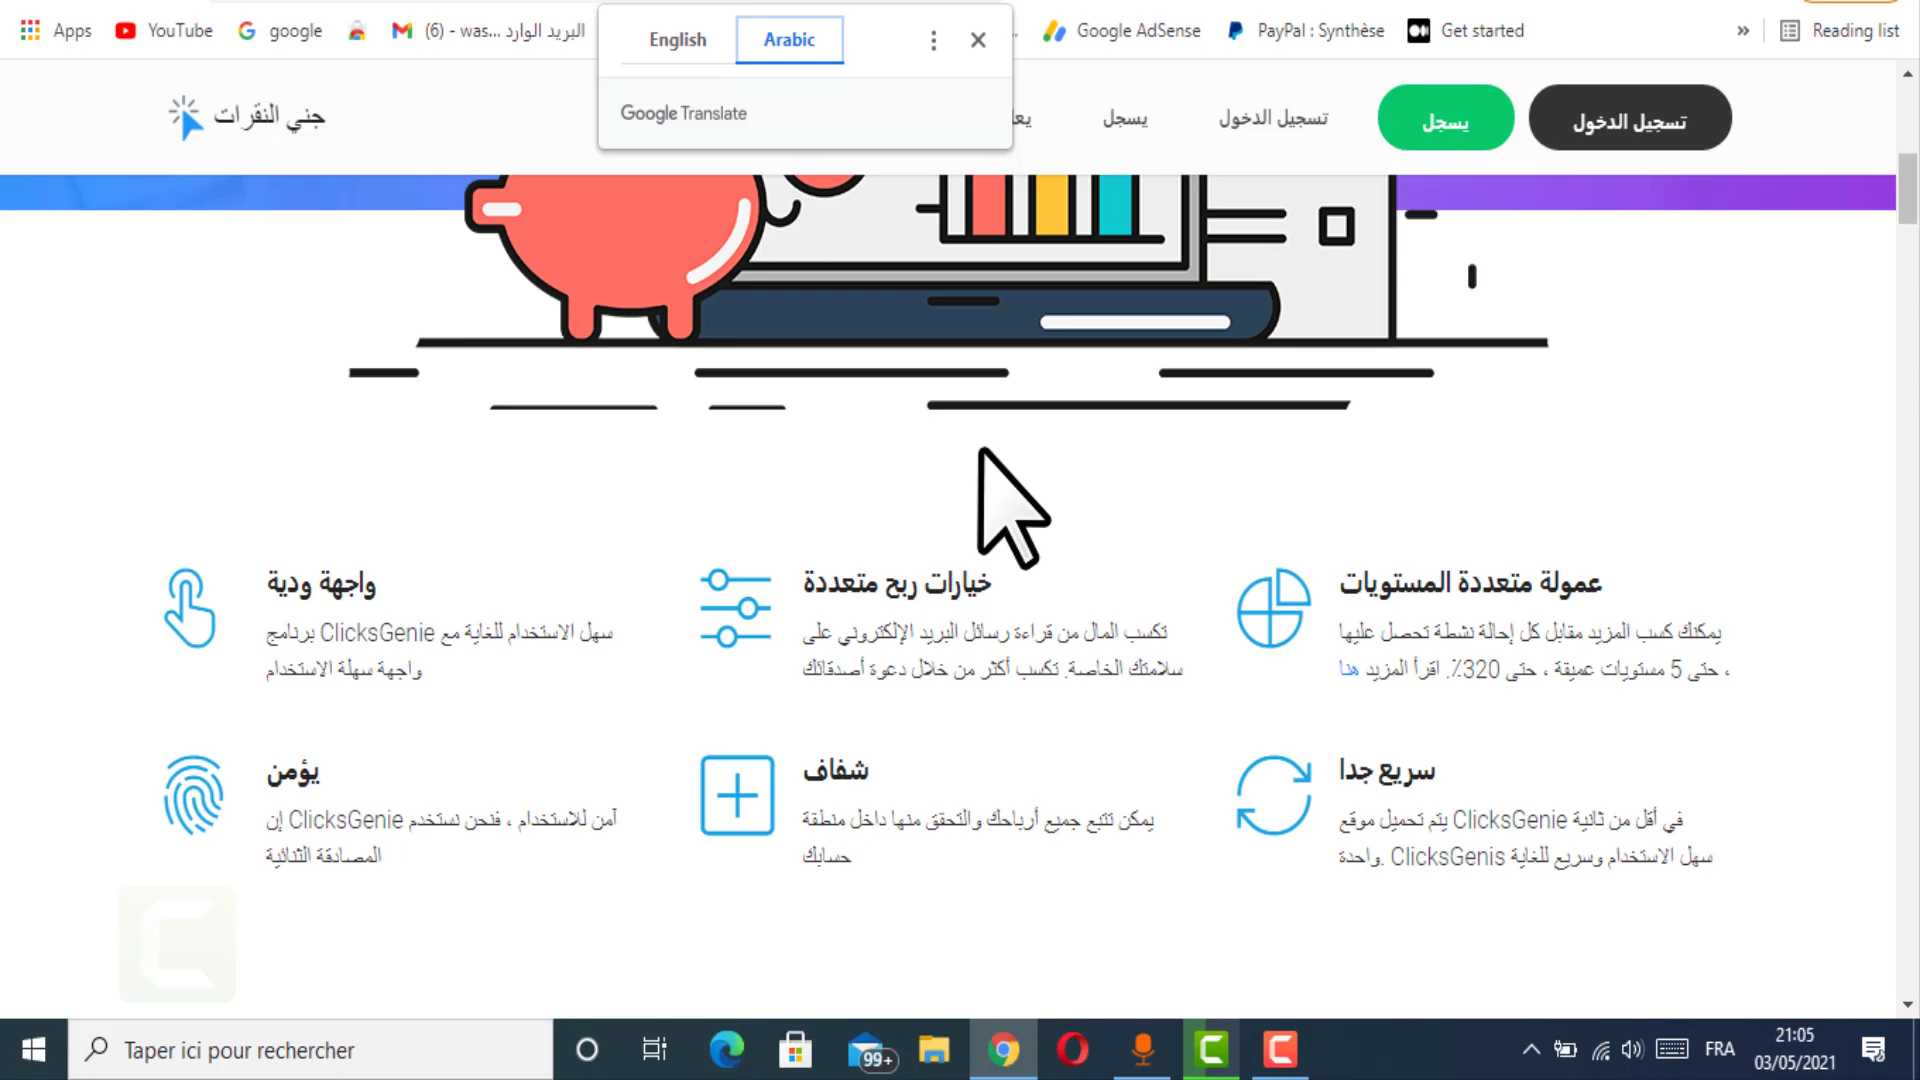 Apps
YouTube
google
(6) - was... البريد الوارد
Google AdSense
PayPal : Synthèse
Get started
»
Reading list
English
Arabic
Google Translate
جني النقرات
يسجل
تسجيل الدخول
يسجل
تسجيل الدخول
واجهة ودية
سهل الاستخدام للغاية مع ClicksGenie برنامج
واجهة سهلة الاستخدام
خيارات ربح متعددة
تكسب المال من قراءة رسائل البريد الإلكتروني على
سلامتك الخاصة. تكسب أكثر من خلال دعوة أصدقائك
عمولة متعددة المستويات
يمكنك كسب المزيد مقابل كل إحالة نشطة تحصل عليها
، حتى 5 مستويات عميقة ، حتى 320٪. اقرأ المزيد هنا
يؤمن
آمن للاستخدام ، فنحن نستخدم ClicksGenie إن
المصادقة الثنائية
شفاف
يمكن تتبع جميع أرباحك والتحقق منها داخل منطقة
حسابك
سريع جدا
في أقل من ثانية ClicksGenie يتم تحميل موقع
سهل الاستخدام وسريع للغاية ClicksGenis .واحدة
Taper ici pour rechercher
99+
FRA
21:05
03/05/2021